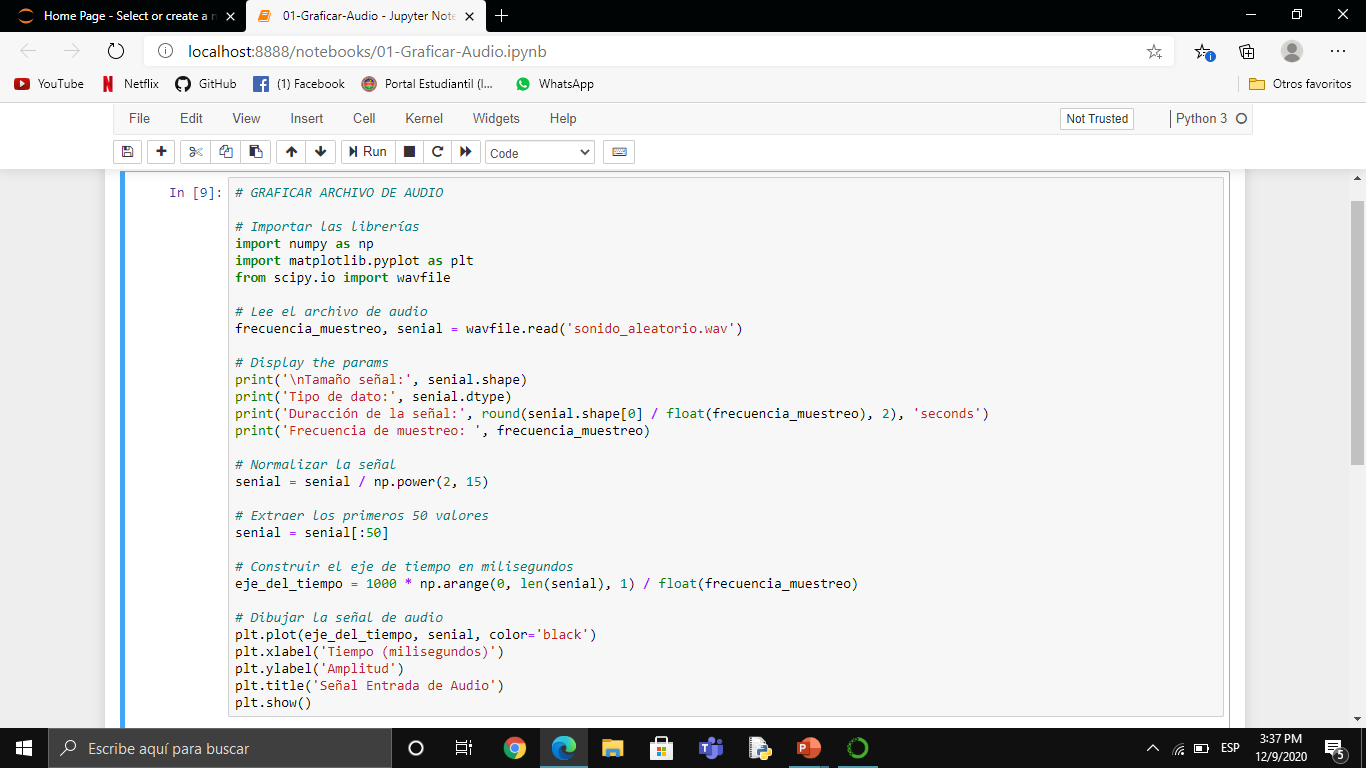 Home Page - Select or create a n
01-Graficar-Audio - Jupyter Note
localhost:8888/notebooks/01-Graficar-Audio.ipynb
YouTube Netflix GitHub (1) Facebook Portal Estudiantil (I... WhatsApp Otros favoritos
File Edit View Insert Cell Kernel Widgets Help Not Trusted Python 3
Run Code
In [9]:
# GRAFICAR ARCHIVO DE AUDIO
# Importar las librerías
import numpy as np
import matplotlib.pyplot as plt
from scipy.io import wavfile
# Lee el archivo de audio
frecuencia_muestreo, senial = wavfile.read('sonido_aleatorio.wav')
# Display the params
print('\nTamaño señal:', senial.shape)
print('Tipo de dato:', senial.dtype)
print('Duracción de la señal:', round(senial.shape[0] / float(frecuencia_muestreo), 2), 'seconds')
print('Frecuencia de muestreo: ', frecuencia_muestreo)
# Normalizar la señal
senial = senial / np.power(2, 15)
# Extraer los primeros 50 valores
senial = senial[:50]
# Construir el eje de tiempo en milisegundos
eje_del_tiempo = 1000 * np.arange(0, len(senial), 1) / float(frecuencia_muestreo)
# Dibujar la señal de audio
plt.plot(eje_del_tiempo, senial, color='black')
plt.xlabel('Tiempo (milisegundos)')
plt.ylabel('Amplitud')
plt.title('Señal Entrada de Audio')
plt.show()
Escribe aquí para buscar
ESP
3:37 PM
12/9/2020
5